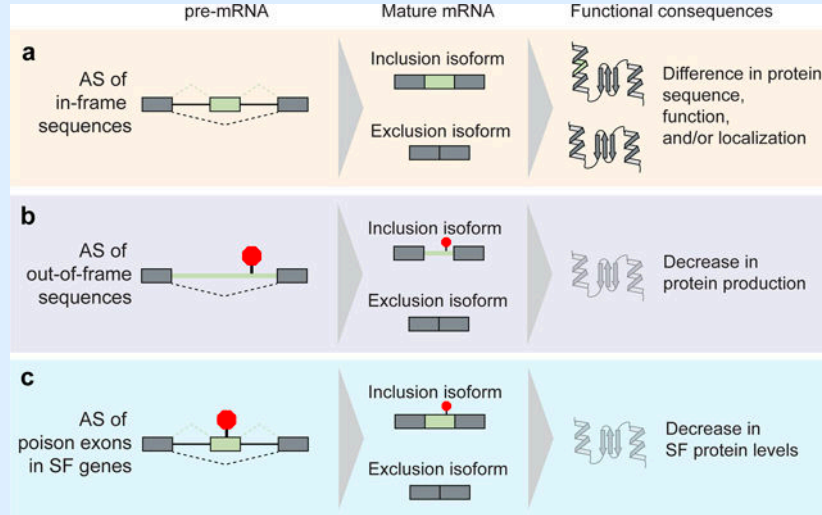 pre-mRNA
Mature mRNA
Functional consequences
a
AS of
in-frame
sequences
Inclusion isoform
Exclusion isoform
Difference in protein
sequence,
function,
and/or localization
b
AS of
out-of-frame
sequences
Inclusion isoform
Exclusion isoform
Decrease in
protein production
c
AS of
poison exons
in SF genes
Inclusion isoform
Exclusion isoform
Decrease in
SF protein levels